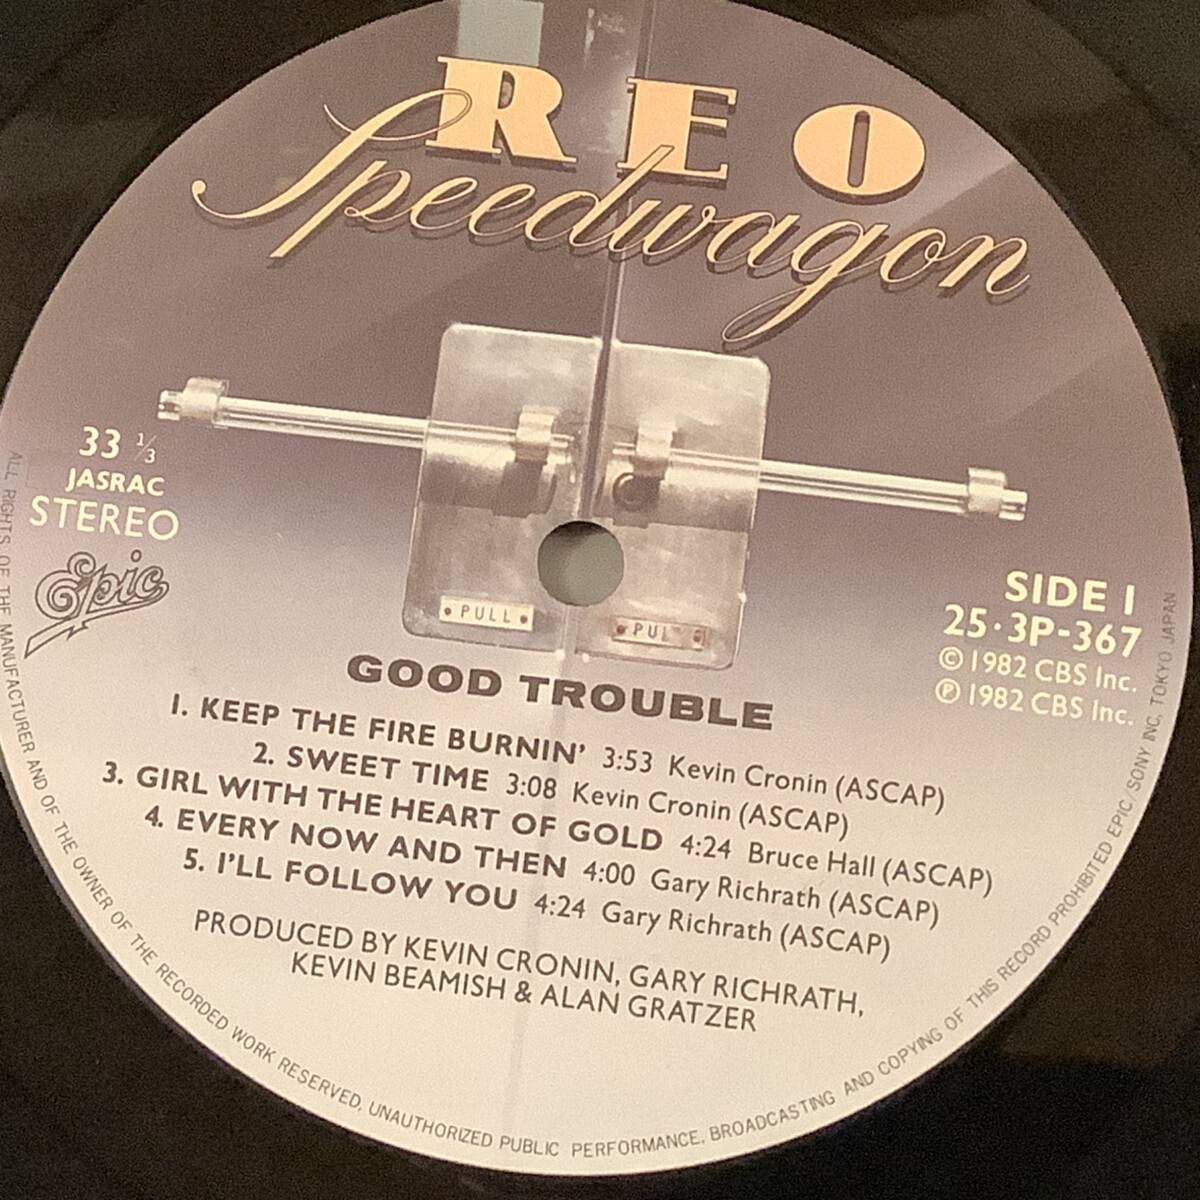 REO
Speedwagon
33 1/3
JASRAC
STEREO
Epic
SIDE 1
25·3P-367
© 1982 CBS Inc.
℗ 1982 CBS Inc.
PULL
PUL
GOOD TROUBLE
1. KEEP THE FIRE BURNIN' 3:53 Kevin Cronin (ASCAP)
2. SWEET TIME 3:08 Kevin Cronin (ASCAP)
3. GIRL WITH THE HEART OF GOLD 4:24 Bruce Hall (ASCAP)
4. EVERY NOW AND THEN 4:00 Gary Richrath (ASCAP)
5. I'LL FOLLOW YOU 4:24 Gary Richrath (ASCAP)
PRODUCED BY KEVIN CRONIN, GARY RICHRATH,
KEVIN BEAMISH & ALAN GRATZER
ALL RIGHTS OF THE MANUFACTURER AND OF THE OWNER OF THE RECORDED WORK RESERVED, UNAUTHORIZED PUBLIC PERFORMANCE, BROADCASTING AND COPYING OF THIS RECORD PROHIBITED EPIC/SONY INC, TOKYO JAPAN